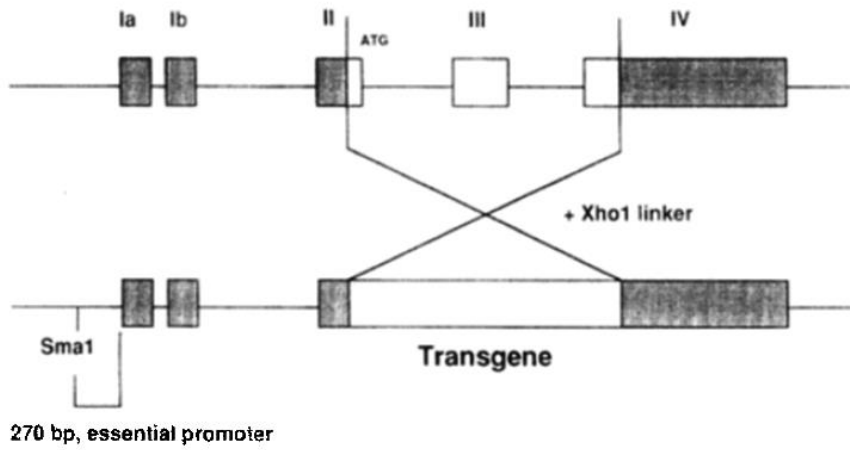 Ia Ib II III IV
ATG
+ Xho1 linker
Sma1
Transgene
270 bp, essential promoter